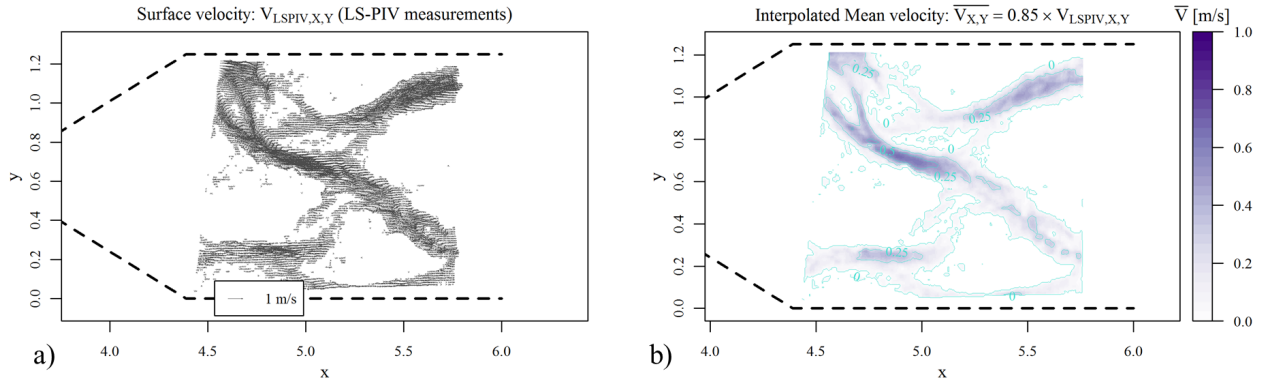 Surface velocity: V_LSPIV,X,Y (LS-PIV measurements)
1.2
1.0
0.8
0.6
0.4
0.2
0.0
y
1 m/s
4.0 4.5 5.0 5.5 6.0
x
a)
Interpolated Mean velocity: V̅_X,Y = 0.85 × V_LSPIV,X,Y
V̅ [m/s]
1.2
1.0
0.8
0.6
0.4
0.2
0.0
y
0.25
0
0.25
0
0
0.25
0.25
0
0
4.0 4.5 5.0 5.5 6.0
x
b)
1.0
0.8
0.6
0.4
0.2
0.0